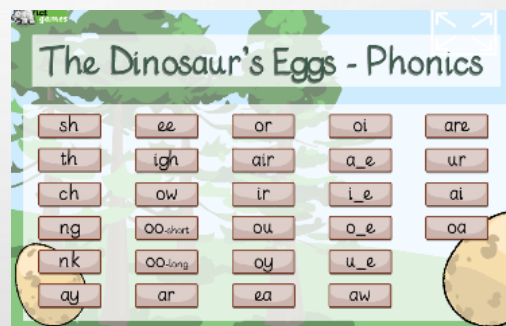 games
The Dinosaur's Eggs - Phonics
sh ee or oi are
th igh air a_e ur
ch ow ir i_e ai
ng oo-short ou o_e oa
nk oo-long oy u_e
ay ar ea aw